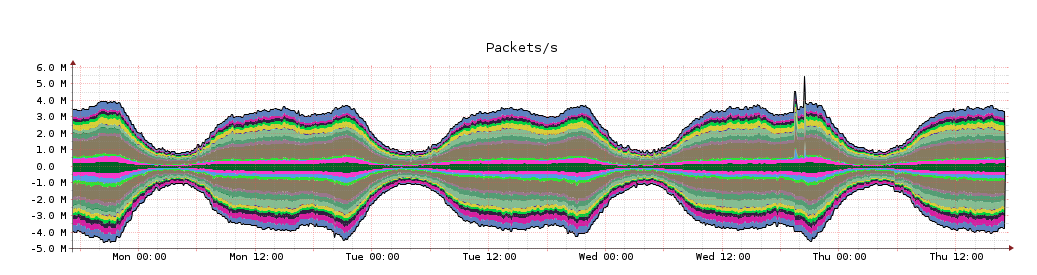 Packets/s
6.0 M
5.0 M
4.0 M
3.0 M
2.0 M
1.0 M
0.0
-1.0 M
-2.0 M
-3.0 M
-4.0 M
-5.0 M
Mon 00:00 Mon 12:00 Tue 00:00 Tue 12:00 Wed 00:00 Wed 12:00 Thu 00:00 Thu 12:00